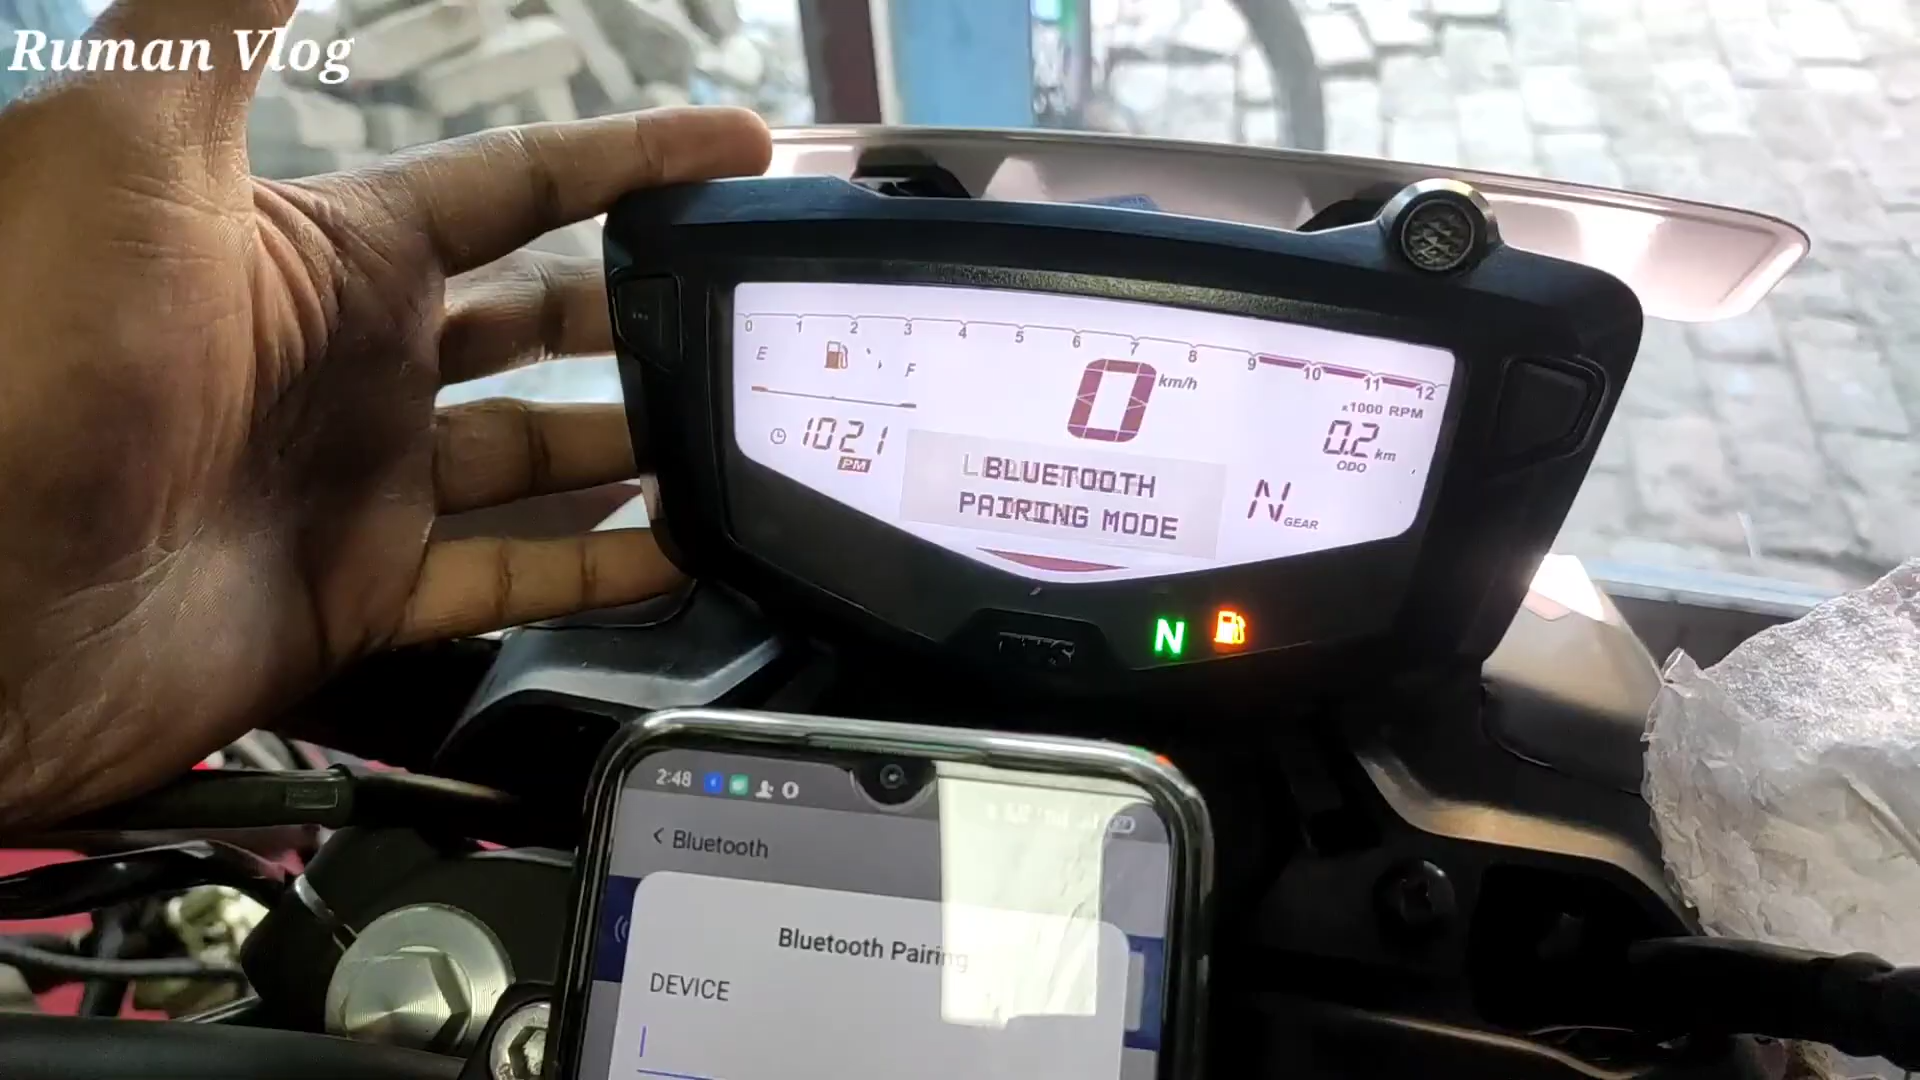 Ruman Vlog
0 1 2 3 4 5 6 7 8 9 10 11 12
x1000 RPM
E F
0 km/h
1021
PM
0.2 km
ODO
BLUETOOTH
PAIRING MODE
N GEAR
N
2:48
< Bluetooth
Bluetooth Pairing
DEVICE